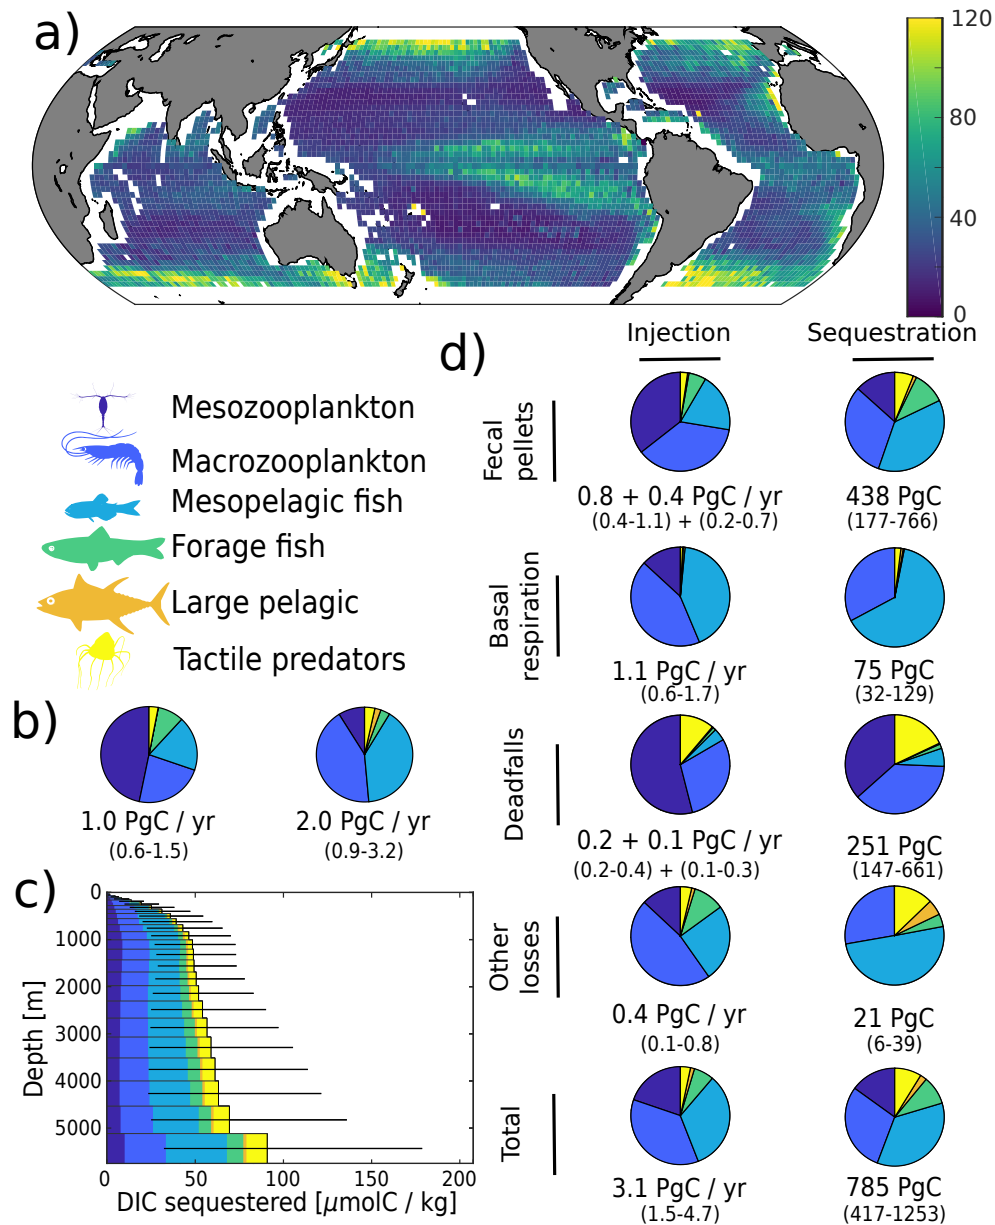 a)
120
80
40
0
Mesozooplankton
Macrozooplankton
Mesopelagic fish
Forage fish
Large pelagic
Tactile predators
b)
1.0 PgC / yr
(0.6-1.5)
2.0 PgC / yr
(0.9-3.2)
c)
0
1000
2000
3000
4000
5000
Depth [m]
0
50
100
150
200
DIC sequestered [μmolC / kg]
d)
Injection
Sequestration
Fecal
pellets
0.8 + 0.4 PgC / yr
(0.4-1.1) + (0.2-0.7)
438 PgC
(177-766)
Basal
respiration
1.1 PgC / yr
(0.6-1.7)
75 PgC
(32-129)
Deadfalls
0.2 + 0.1 PgC / yr
(0.2-0.4) + (0.1-0.3)
251 PgC
(147-661)
Other
losses
0.4 PgC / yr
(0.1-0.8)
21 PgC
(6-39)
Total
3.1 PgC / yr
(1.5-4.7)
785 PgC
(417-1253)